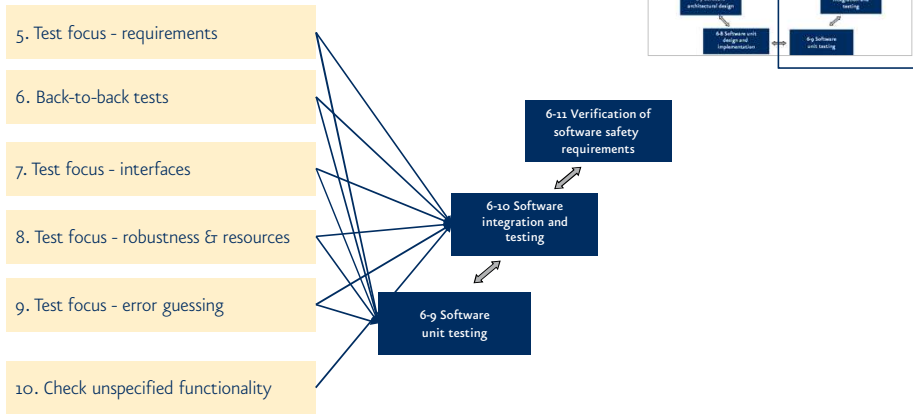 5. Test focus - requirements
6. Back-to-back tests
7. Test focus - interfaces
8. Test focus - robustness & resources
9. Test focus - error guessing
10. Check unspecified functionality
architectural design
6-8 Software unit
design and
implementation
testing
6-9 Software
unit testing
6-11 Verification of
software safety
requirements
6-10 Software
integration and
testing
6-9 Software
unit testing